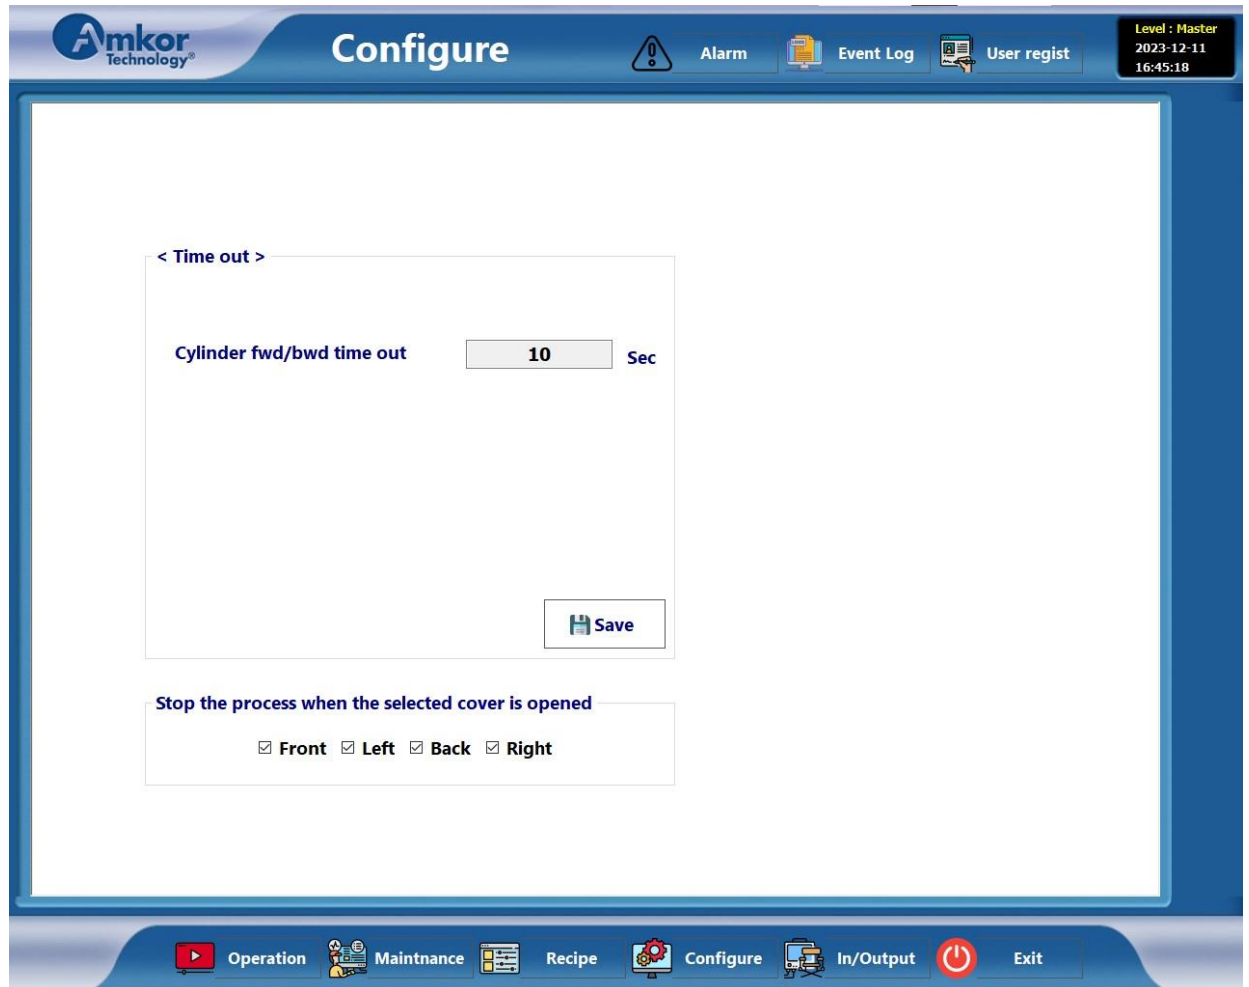 Amkor
Technology®
Configure
Alarm
Event Log
User regist
Level : Master
2023-12-11
16:45:18
< Time out >
Cylinder fwd/bwd time out 10 Sec
Save
Stop the process when the selected cover is opened
Front Left Back Right
Operation Maintnance Recipe Configure In/Output Exit